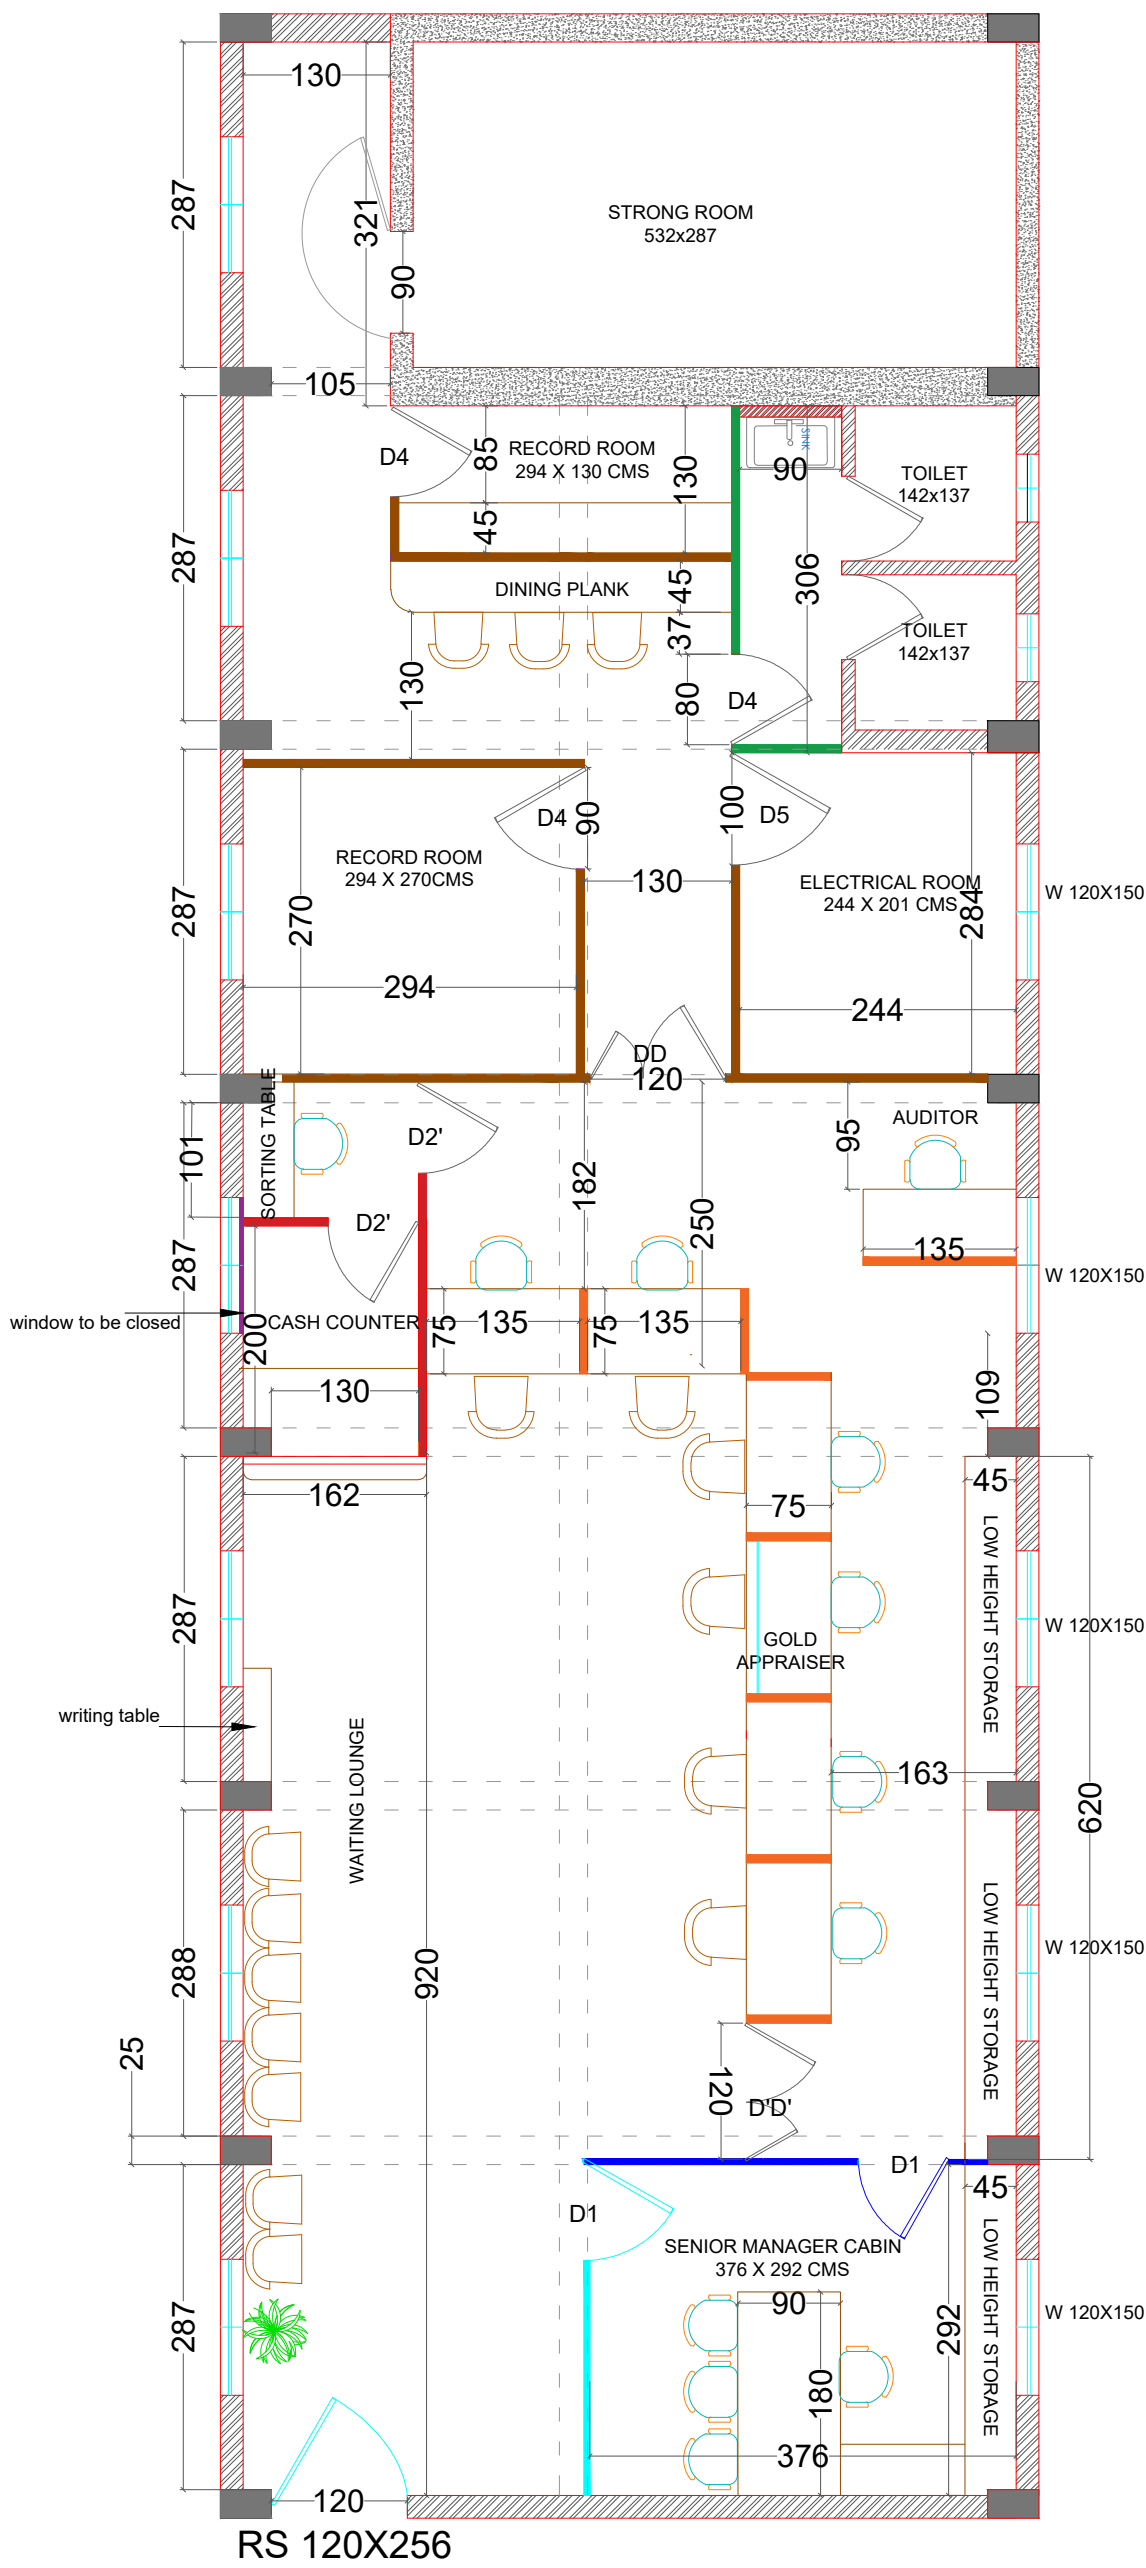 130
287
321
STRONG ROOM
532x287
90
105
D4
85
RECORD ROOM
294 X 130 CMS
130
SINK
90
TOILET
142x137
45
287
DINING PLANK
45
306
37
TOILET
142x137
130
80
D4
100
D5
D4
90
RECORD ROOM
294 X 270CMS
130
ELECTRICAL ROOM
244 X 201 CMS
284
W 120X150
287
270
294
244
DD
120
SORTING TABLE
101
D2'
AUDITOR
95
182
250
D2'
135
287
W 120X150
window to be closed
CASH COUNTER
200
75
135
75
135
130
109
162
75
45
LOW HEIGHT STORAGE
287
W 120X150
GOLD
APPRAISER
writing table
WAITING LOUNGE
163
620
LOW HEIGHT STORAGE
288
920
W 120X150
25
120
D'D'
D1
D1
45
SENIOR MANAGER CABIN
376 X 292 CMS
LOW HEIGHT STORAGE
90
287
292
W 120X150
180
376
120
RS 120X256